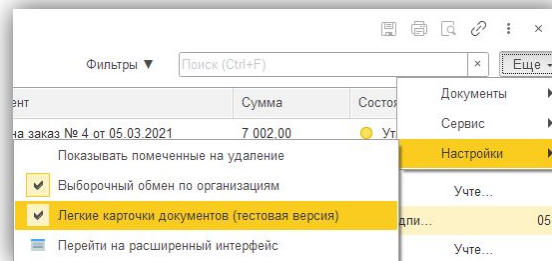 Фильтры ▼ Поиск (Ctrl+F) × Еще
ент Сумма Состоя
на заказ № 4 от 05.03.2021 7 002,00
Документы
Сервис
Настройки
Показывать помеченные на удаление
Выборочный обмен по организациям
Легкие карточки документов (тестовая версия)
Перейти на расширенный интерфейс
Учте...
дпи... 05
Учте...